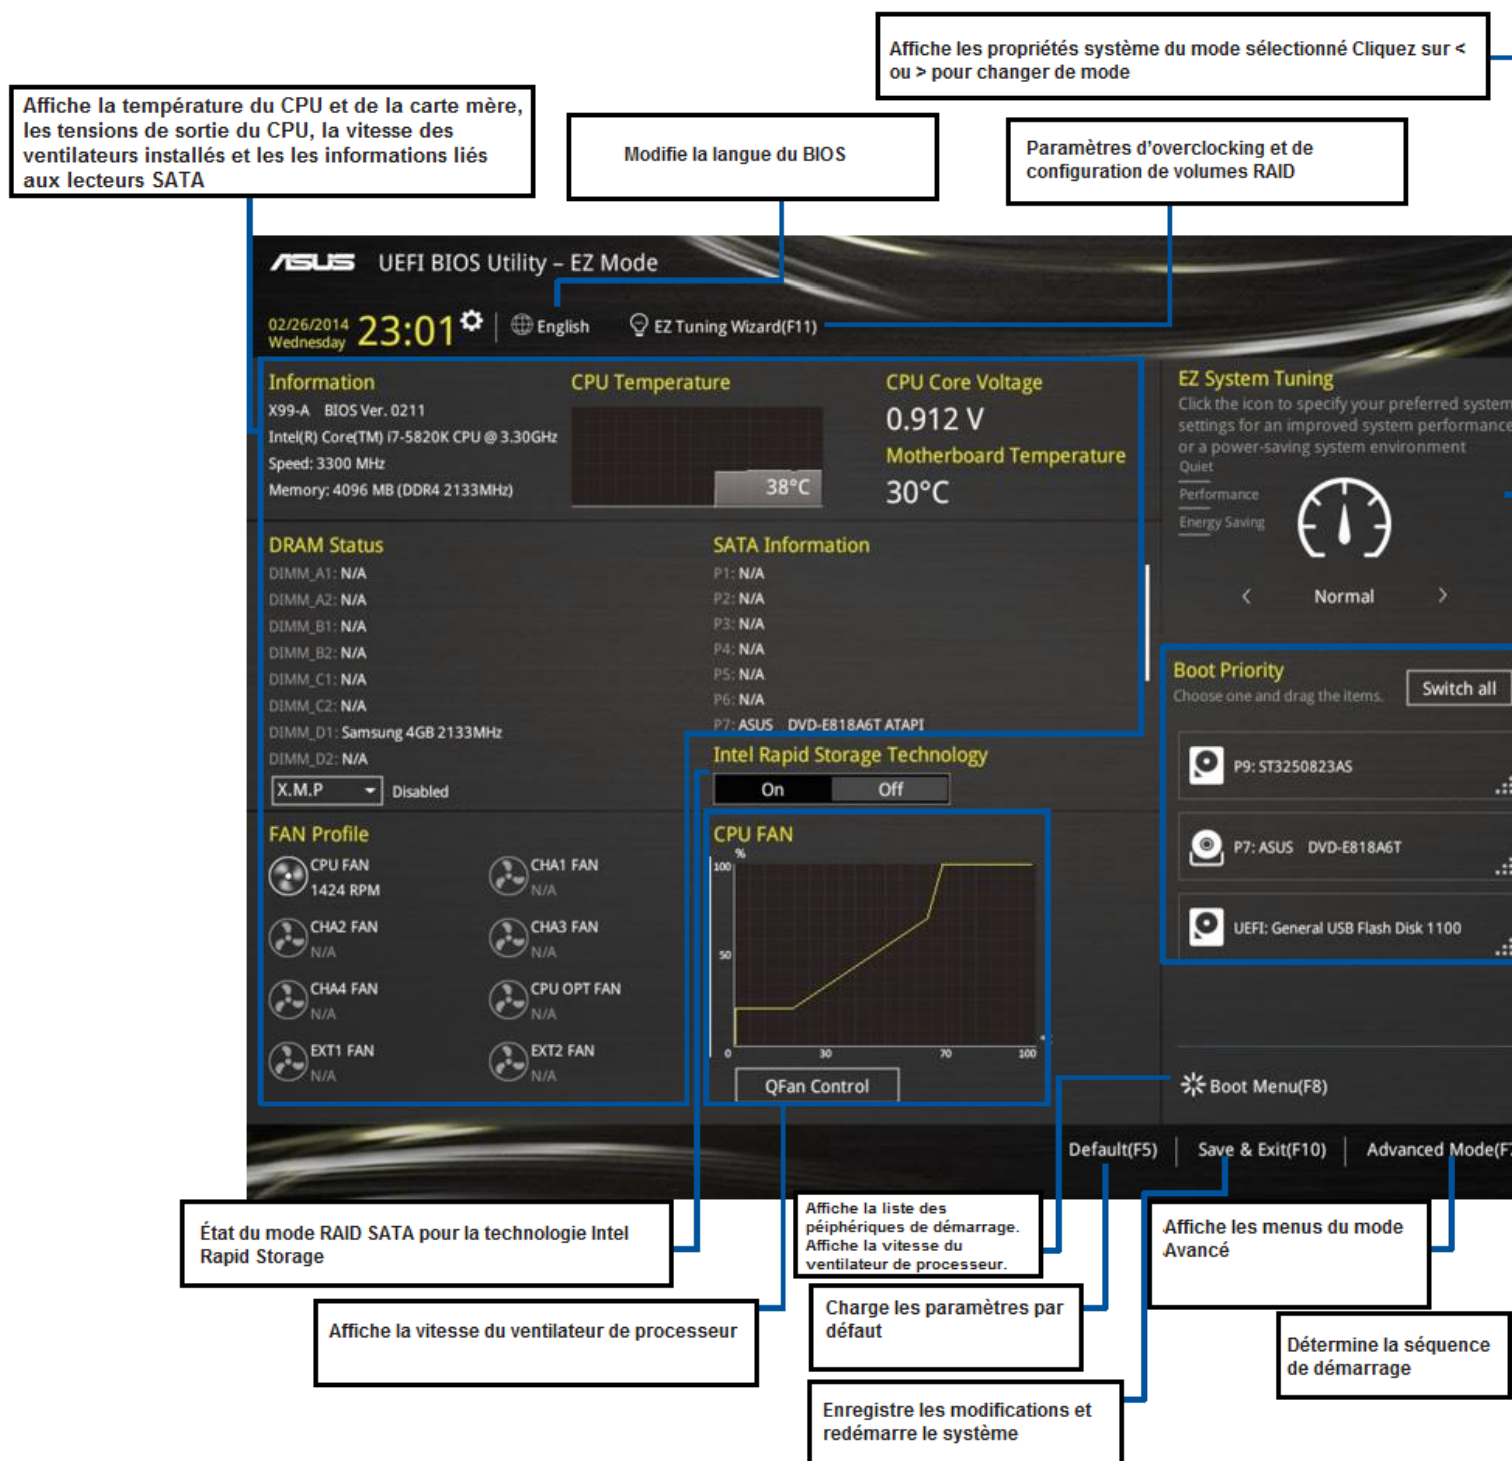 Affiche les propriétés système du mode sélectionné Cliquez sur <
ou > pour changer de mode
Affiche la température du CPU et de la carte mère,
les tensions de sortie du CPU, la vitesse des
ventilateurs installés et les les informations liés
aux lecteurs SATA
Modifie la langue du BIOS
Paramètres d'overclocking et de
configuration de volumes RAID
ASUS UEFI BIOS Utility – EZ Mode
02/26/2014
Wednesday
23:01
English
EZ Tuning Wizard(F11)
Information
X99-A BIOS Ver. 0211
Intel(R) Core(TM) i7-5820K CPU @ 3.30GHz
Speed: 3300 MHz
Memory: 4096 MB (DDR4 2133MHz)
CPU Temperature
38°C
CPU Core Voltage
0.912 V
Motherboard Temperature
30°C
EZ System Tuning
Click the icon to specify your preferred system
settings for an improved system performance
or a power-saving system environment
Quiet
Performance
Energy Saving
< Normal >
DRAM Status
DIMM_A1: N/A
DIMM_A2: N/A
DIMM_B1: N/A
DIMM_B2: N/A
DIMM_C1: N/A
DIMM_C2: N/A
DIMM_D1: Samsung 4GB 2133MHz
DIMM_D2: N/A
X.M.P Disabled
SATA Information
P1: N/A
P2: N/A
P3: N/A
P4: N/A
P5: N/A
P6: N/A
P7: ASUS DVD-E818A6T ATAPI
Intel Rapid Storage Technology
On Off
Boot Priority
Choose one and drag the items.
Switch all
P9: ST3250823AS
P7: ASUS DVD-E818A6T
UEFI: General USB Flash Disk 1100
FAN Profile
CPU FAN
1424 RPM
CHA1 FAN
N/A
CHA2 FAN
N/A
CHA3 FAN
N/A
CHA4 FAN
N/A
CPU OPT FAN
N/A
EXT1 FAN
N/A
EXT2 FAN
N/A
CPU FAN
%
100
50
0 30 70 100
QFan Control
Boot Menu(F8)
Default(F5)
Save & Exit(F10)
Advanced Mode(F7
État du mode RAID SATA pour la technologie Intel
Rapid Storage
Affiche la liste des
péiphériques de démarrage.
Affiche la vitesse du
ventilateur de processeur.
Affiche les menus du mode
Avancé
Affiche la vitesse du ventilateur de processeur
Charge les paramètres par
défaut
Détermine la séquence
de démarrage
Enregistre les modifications et
redémarre le système